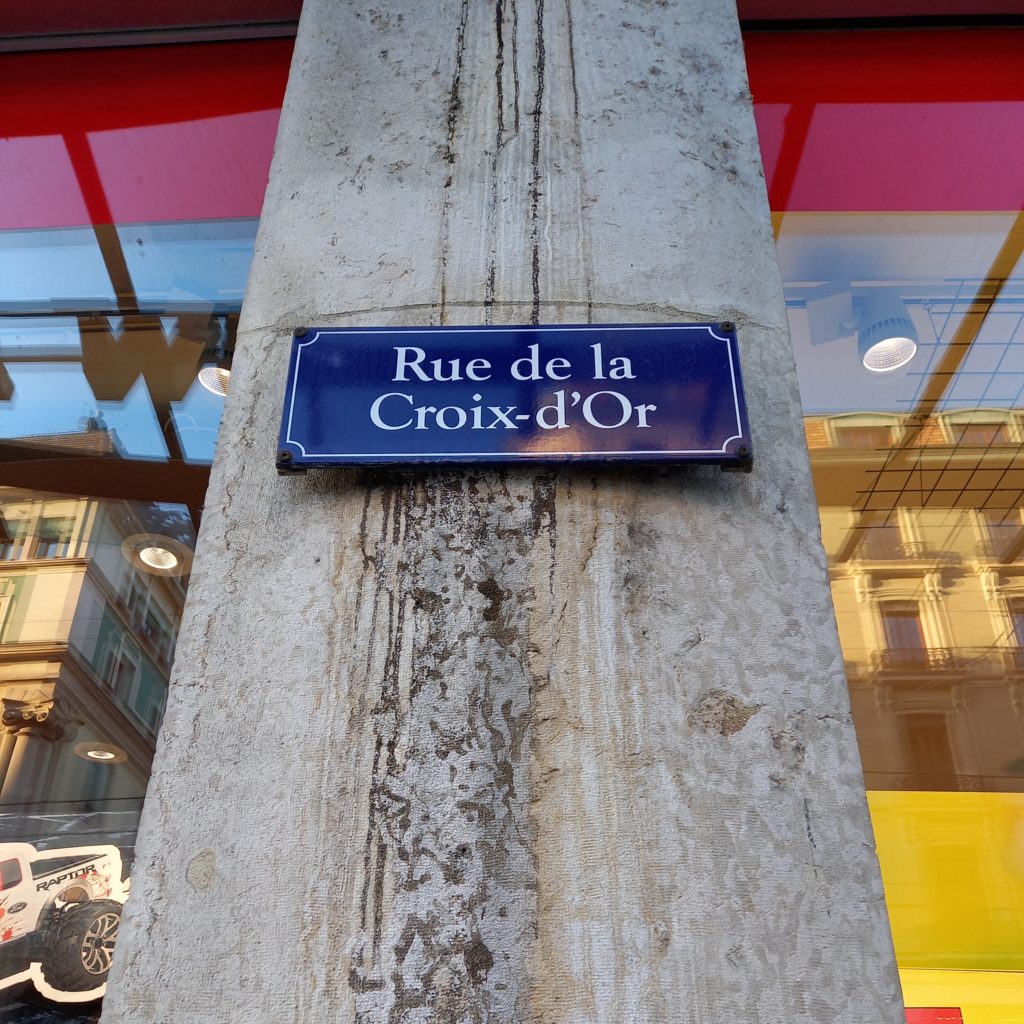 Rue de la
Croix-d'Or
RAPTOR